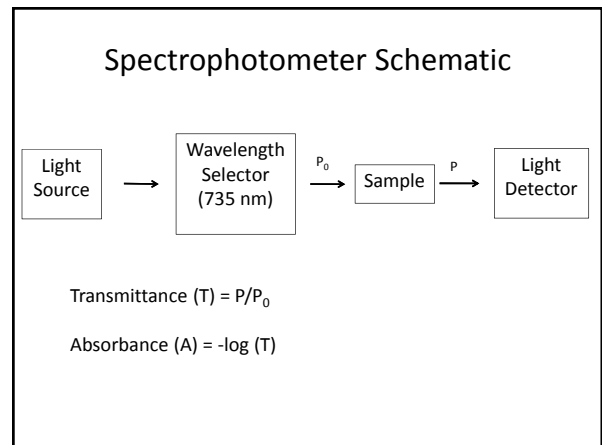 Spectrophotometer Schematic
Light
Source
Wavelength
Selector
(735 nm)
P₀
Sample
P
Light
Detector
Transmittance (T) = P/P₀
Absorbance (A) = -log (T)